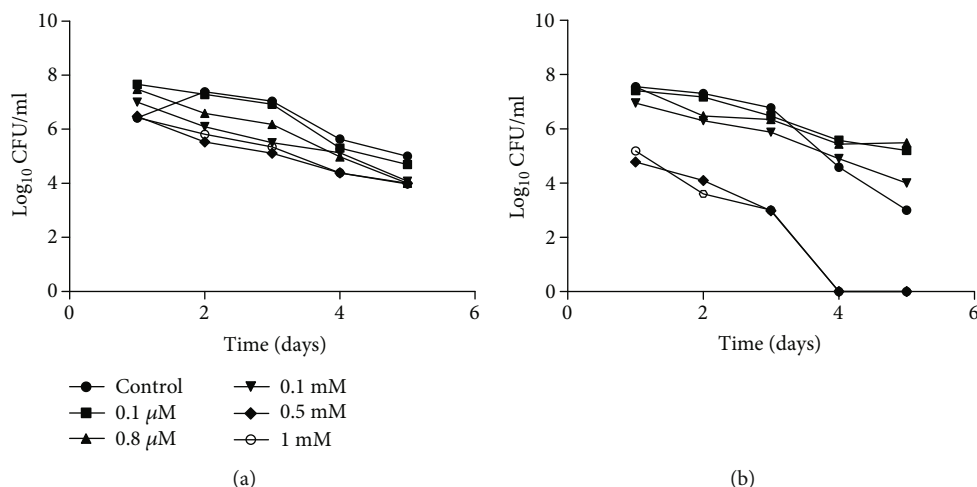 10
8
6
4
2
0
Log₁₀ CFU/ml
0 2 4 6
Time (days)
Control
0.1 μM
0.8 μM
0.1 mM
0.5 mM
1 mM
(a)
10
8
6
4
2
0
Log₁₀ CFU/ml
0 2 4 6
Time (days)
(b)